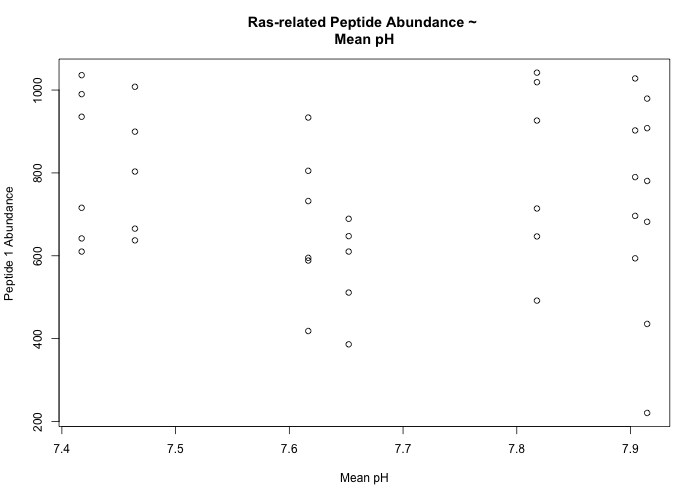 Ras-related Peptide Abundance ~
Mean pH
Peptide 1 Abundance
1000
800
600
400
200
7.4 7.5 7.6 7.7 7.8 7.9
Mean pH